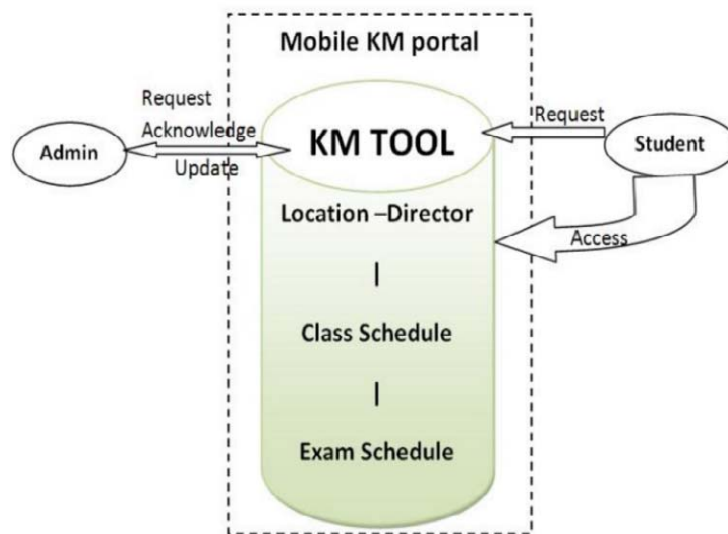 Mobile KM portal
Request
Acknowledge
Update
Admin
KM TOOL
Request
Student
Access
Location –Director
|
Class Schedule
|
Exam Schedule